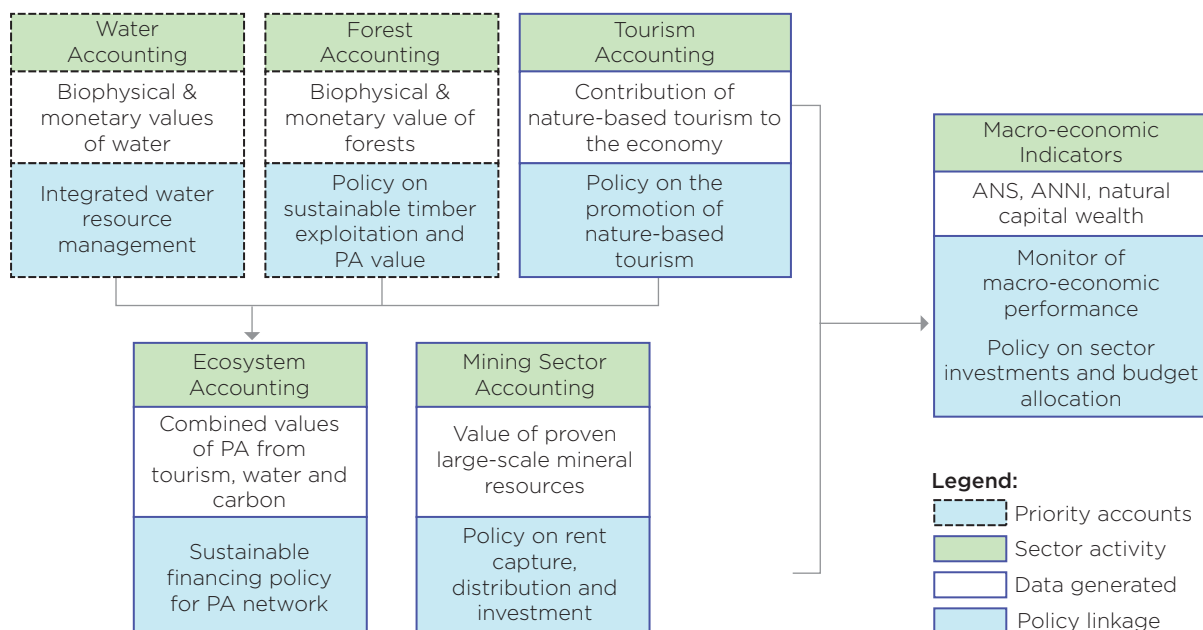 Water
Accounting
Biophysical &
monetary values
of water
Integrated water
resource
management
Forest
Accounting
Biophysical &
monetary value of
forests
Policy on
sustainable timber
exploitation and
PA value
Tourism
Accounting
Contribution of
nature-based tourism to
the economy
Policy on the
promotion of
nature-based
tourism
Macro-economic
Indicators
ANS, ANNI, natural
capital wealth
Monitor of
macro-economic
performance
Policy on sector
investments and budget
allocation
Ecosystem
Accounting
Combined values
of PA from
tourism, water and
carbon
Sustainable
financing policy
for PA network
Mining Sector
Accounting
Value of proven
large-scale mineral
resources
Policy on rent
capture,
distribution and
investment
Legend:
Priority accounts
Sector activity
Data generated
Policy linkage